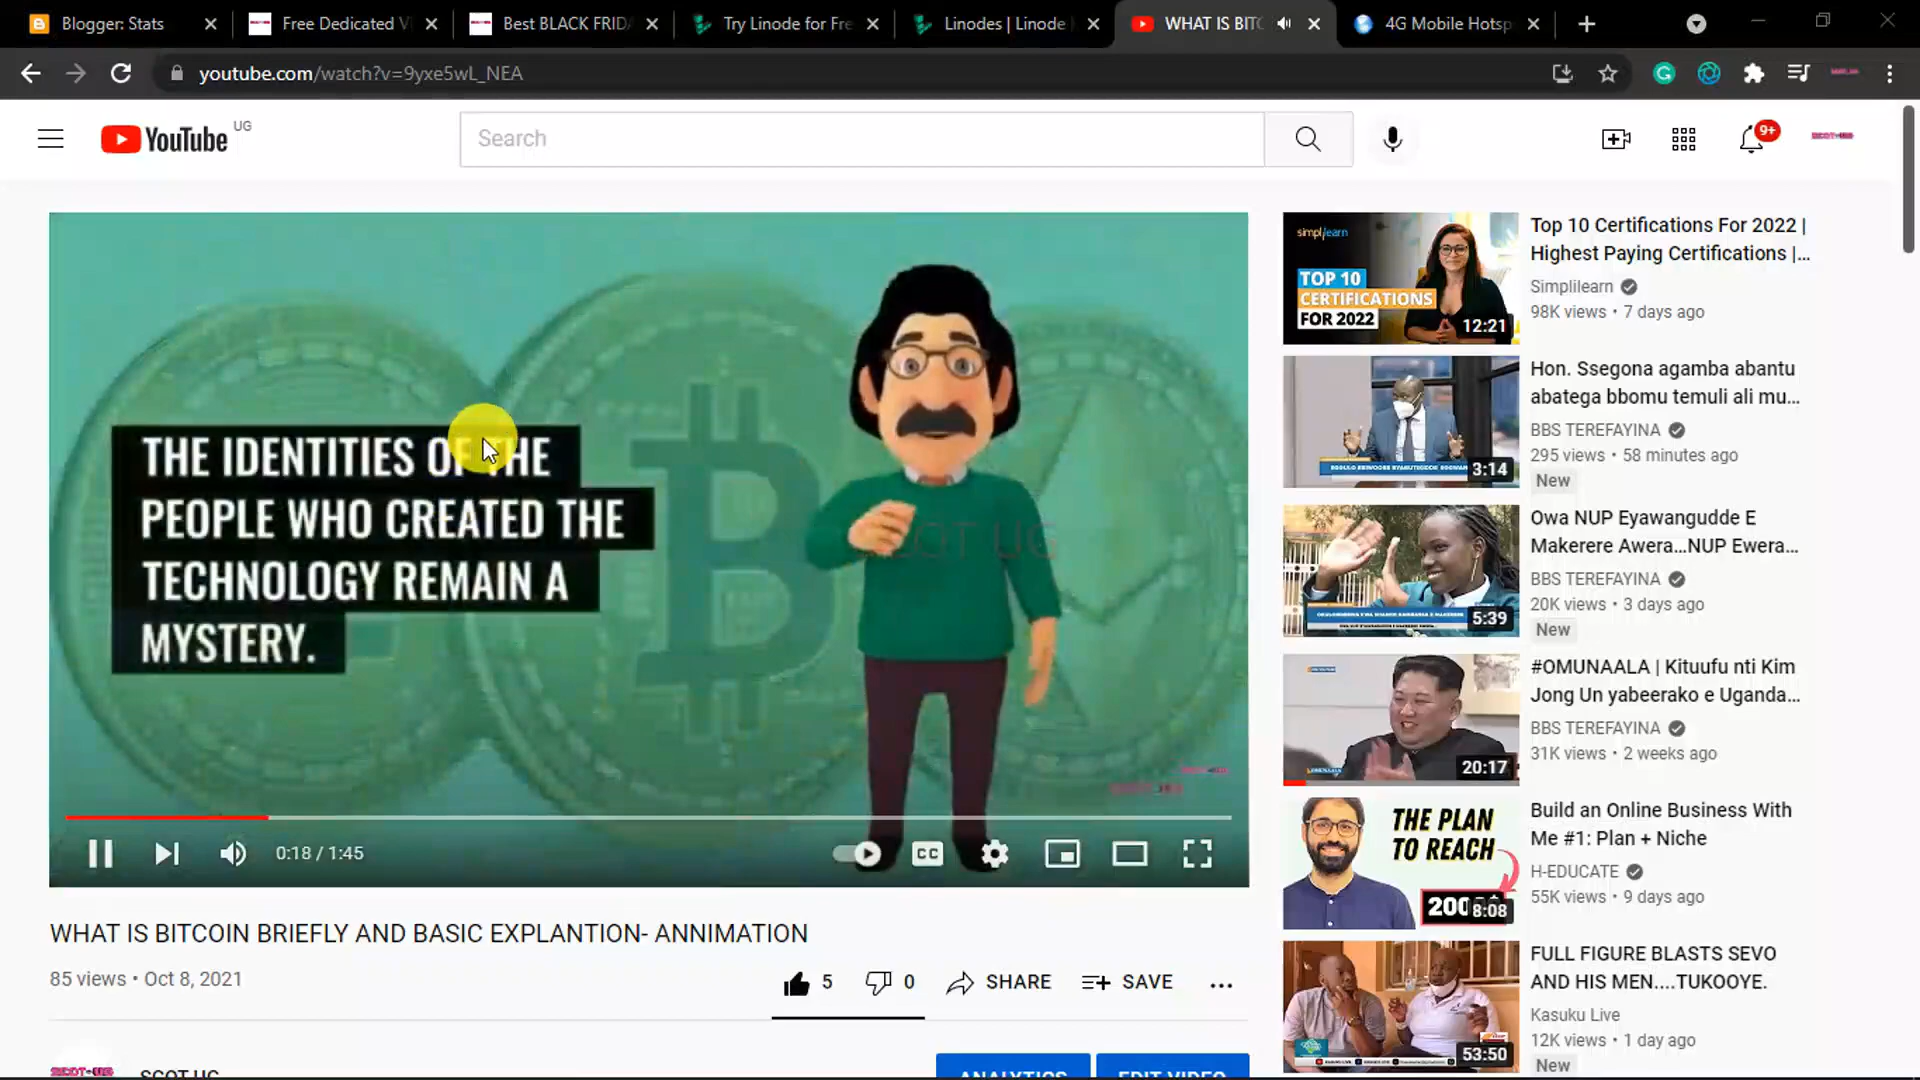 Blogger: Stats
Free Dedicated V
Best BLACK FRID
Try Linode for Fre
Linodes | Linode
WHAT IS BITC
4G Mobile Hotsp
youtube.com/watch?v=9yxe5wL_NEA
YouTube UG
Search
9+
THE IDENTITIES OF THE
PEOPLE WHO CREATED THE
TECHNOLOGY REMAIN A
MYSTERY.
SCOT UG
0:18 / 1:45
CC
WHAT IS BITCOIN BRIEFLY AND BASIC EXPLANTION- ANNIMATION
85 views • Oct 8, 2021
5
0
SHARE
SAVE
SCOT UG
ANALYTICS
EDIT VIDEO
simplilearn
TOP 10
CERTIFICATIONS
FOR 2022
12:21
Top 10 Certifications For 2022 |
Highest Paying Certifications |...
Simplilearn
98K views • 7 days ago
3:14
Hon. Ssegona agamba abantu
abatega bbomu temuli ali mu...
BBS TEREFAYINA
295 views • 58 minutes ago
New
5:39
Owa NUP Eyawangudde E
Makerere Awera...NUP Ewera...
BBS TEREFAYINA
20K views • 3 days ago
New
20:17
#OMUNAALA | Kituufu nti Kim
Jong Un yabeerako e Uganda...
BBS TEREFAYINA
31K views • 2 weeks ago
THE PLAN
TO REACH
8:08
Build an Online Business With
Me #1: Plan + Niche
H-EDUCATE
55K views • 9 days ago
53:50
FULL FIGURE BLASTS SEVO
AND HIS MEN....TUKOOYE.
Kasuku Live
12K views • 1 day ago
New